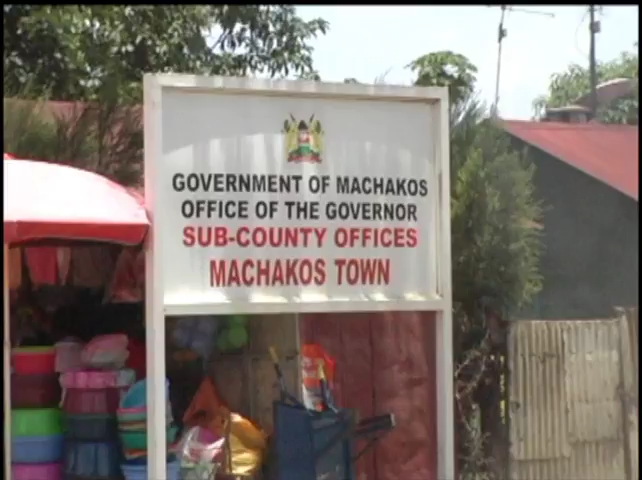 GOVERNMENT OF MACHAKOS
OFFICE OF THE GOVERNOR
SUB-COUNTY OFFICES
MACHAKOS TOWN